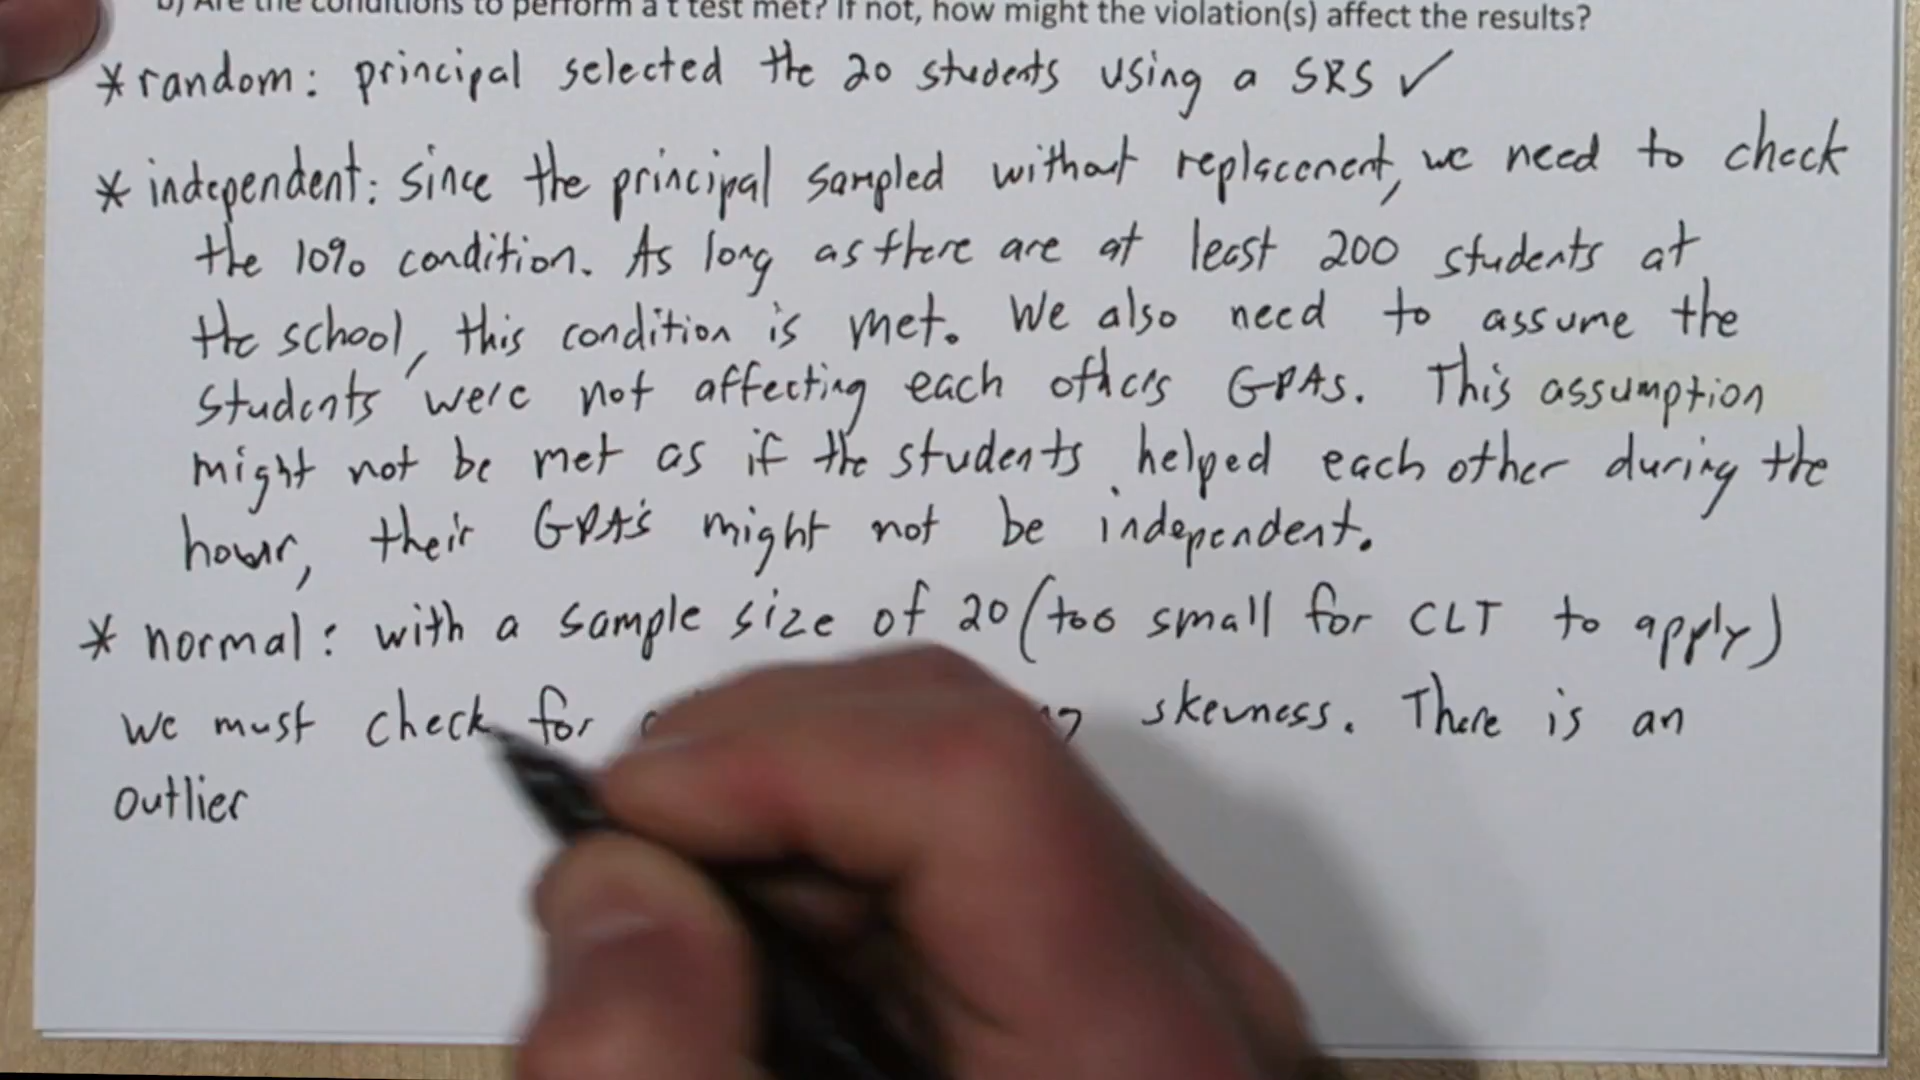 b) Are the conditions to perform a t test met? If not, how might the violation(s) affect the results?
* random: principal selected the 20 students using a SRS ✓
* independent: since the principal sampled without replacement, we need to check
the 10% condition. As long as there are at least 200 students at
the school, this condition is met. We also need to assume the
students were not affecting each others GPAs. This assumption
might not be met as if the students helped each other during the
hour, their GPA's might not be independent.
* normal: with a sample size of 20 (too small for CLT to apply)
we must check for skewness. There is an
outlier